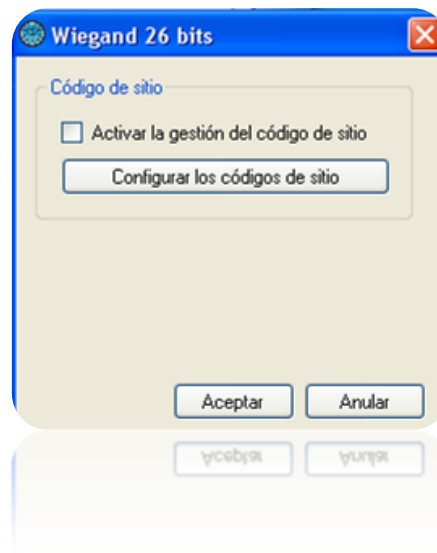 Wiegand 26 bits
Código de sitio
Activar la gestión del código de sitio
Configurar los códigos de sitio
Aceptar Anular